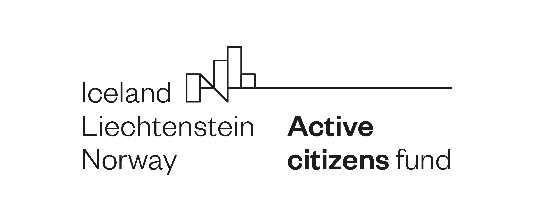 Iceland
Liechtenstein
Norway
Active
citizens fund